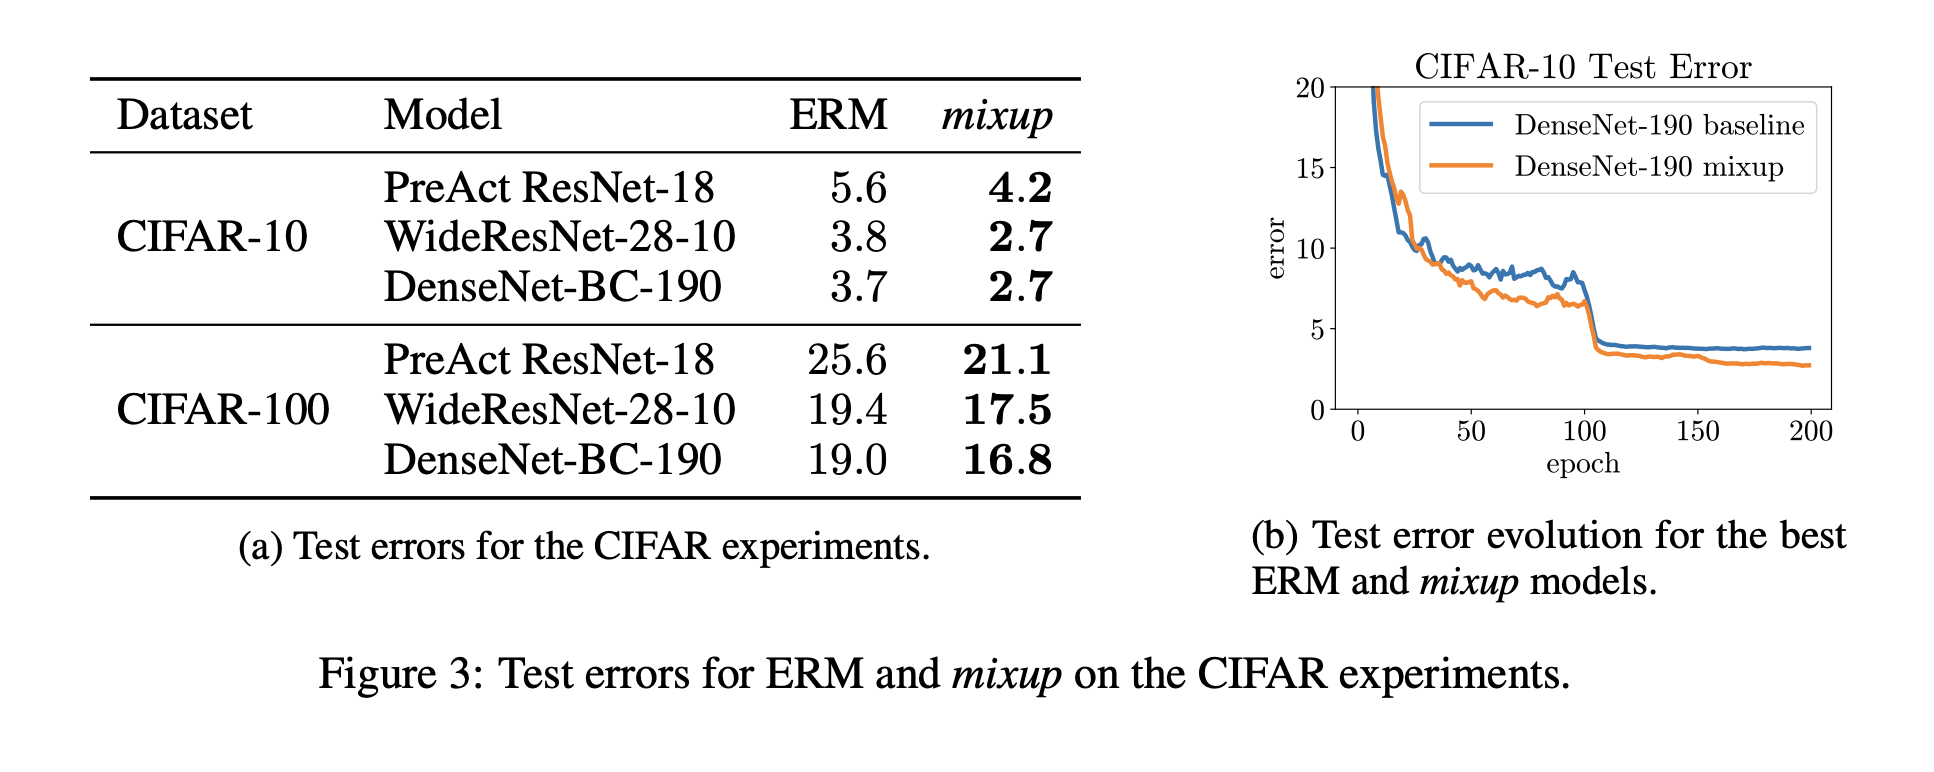 Dataset Model ERM mixup
CIFAR-10
PreAct ResNet-18 5.6 4.2
WideResNet-28-10 3.8 2.7
DenseNet-BC-190 3.7 2.7
CIFAR-100
PreAct ResNet-18 25.6 21.1
WideResNet-28-10 19.4 17.5
DenseNet-BC-190 19.0 16.8
(a) Test errors for the CIFAR experiments.
CIFAR-10 Test Error
DenseNet-190 baseline
DenseNet-190 mixup
error
20
15
10
5
0
0 50 100 150 200
epoch
(b) Test error evolution for the best
ERM and mixup models.
Figure 3: Test errors for ERM and mixup on the CIFAR experiments.